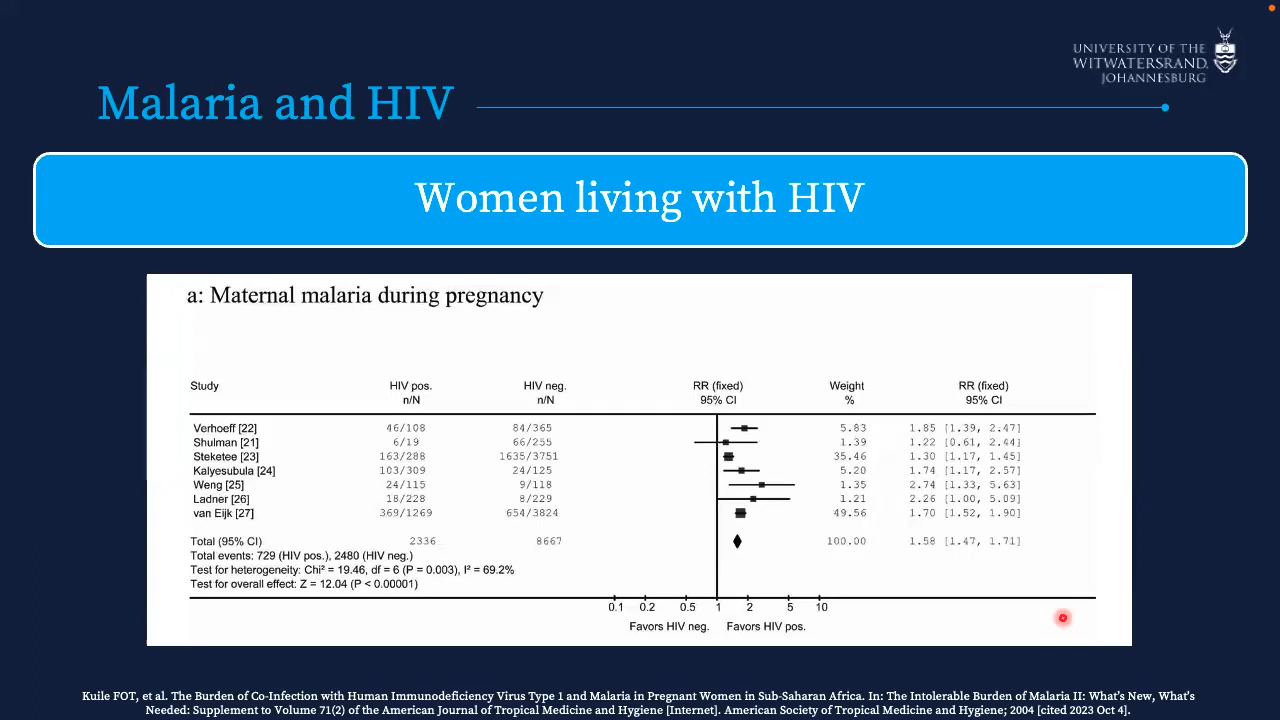 UNIVERSITY OF THE
WITWATERSRAND,
JOHANNESBURG
Malaria and HIV
Women living with HIV
a: Maternal malaria during pregnancy
Study HIV pos. HIV neg. RR (fixed) Weight RR (fixed)
n/N n/N 95% CI % 95% CI
Verhoeff [22] 46/108 84/365 5.83 1.85 [1.39, 2.47]
Shulman [21] 6/19 66/255 1.39 1.22 [0.61, 2.44]
Steketee [23] 163/288 1635/3751 35.46 1.30 [1.17, 1.45]
Kalyesubula [24] 103/309 24/125 5.20 1.74 [1.17, 2.57]
Weng [25] 24/115 9/118 1.35 2.74 [1.33, 5.63]
Ladner [26] 18/228 8/229 1.21 2.26 [1.00, 5.09]
van Eijk [27] 369/1269 654/3824 49.56 1.70 [1.52, 1.90]
Total (95% CI) 2336 8667 100.00 1.58 [1.47, 1.71]
Total events: 729 (HIV pos.), 2480 (HIV neg.)
Test for heterogeneity: Chi² = 19.46, df = 6 (P = 0.003), I² = 69.2%
Test for overall effect: Z = 12.04 (P < 0.00001)
0.1 0.2 0.5 1 2 5 10
Favors HIV neg. Favors HIV pos.
Kuile FOT, et al. The Burden of Co-Infection with Human Immunodeficiency Virus Type 1 and Malaria in Pregnant Women in Sub-Saharan Africa. In: The Intolerable Burden of Malaria II: What's New, What's
Needed: Supplement to Volume 71(2) of the American Journal of Tropical Medicine and Hygiene [Internet]. American Society of Tropical Medicine and Hygiene; 2004 [cited 2023 Oct 4].